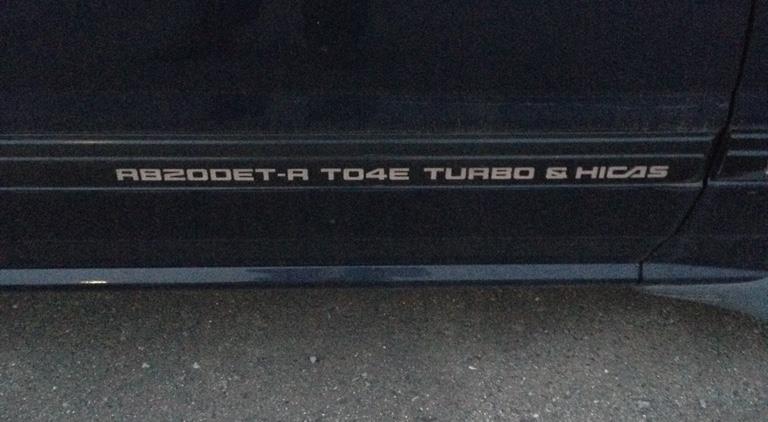 RB20DET-R TO4E TURBO & HICAS